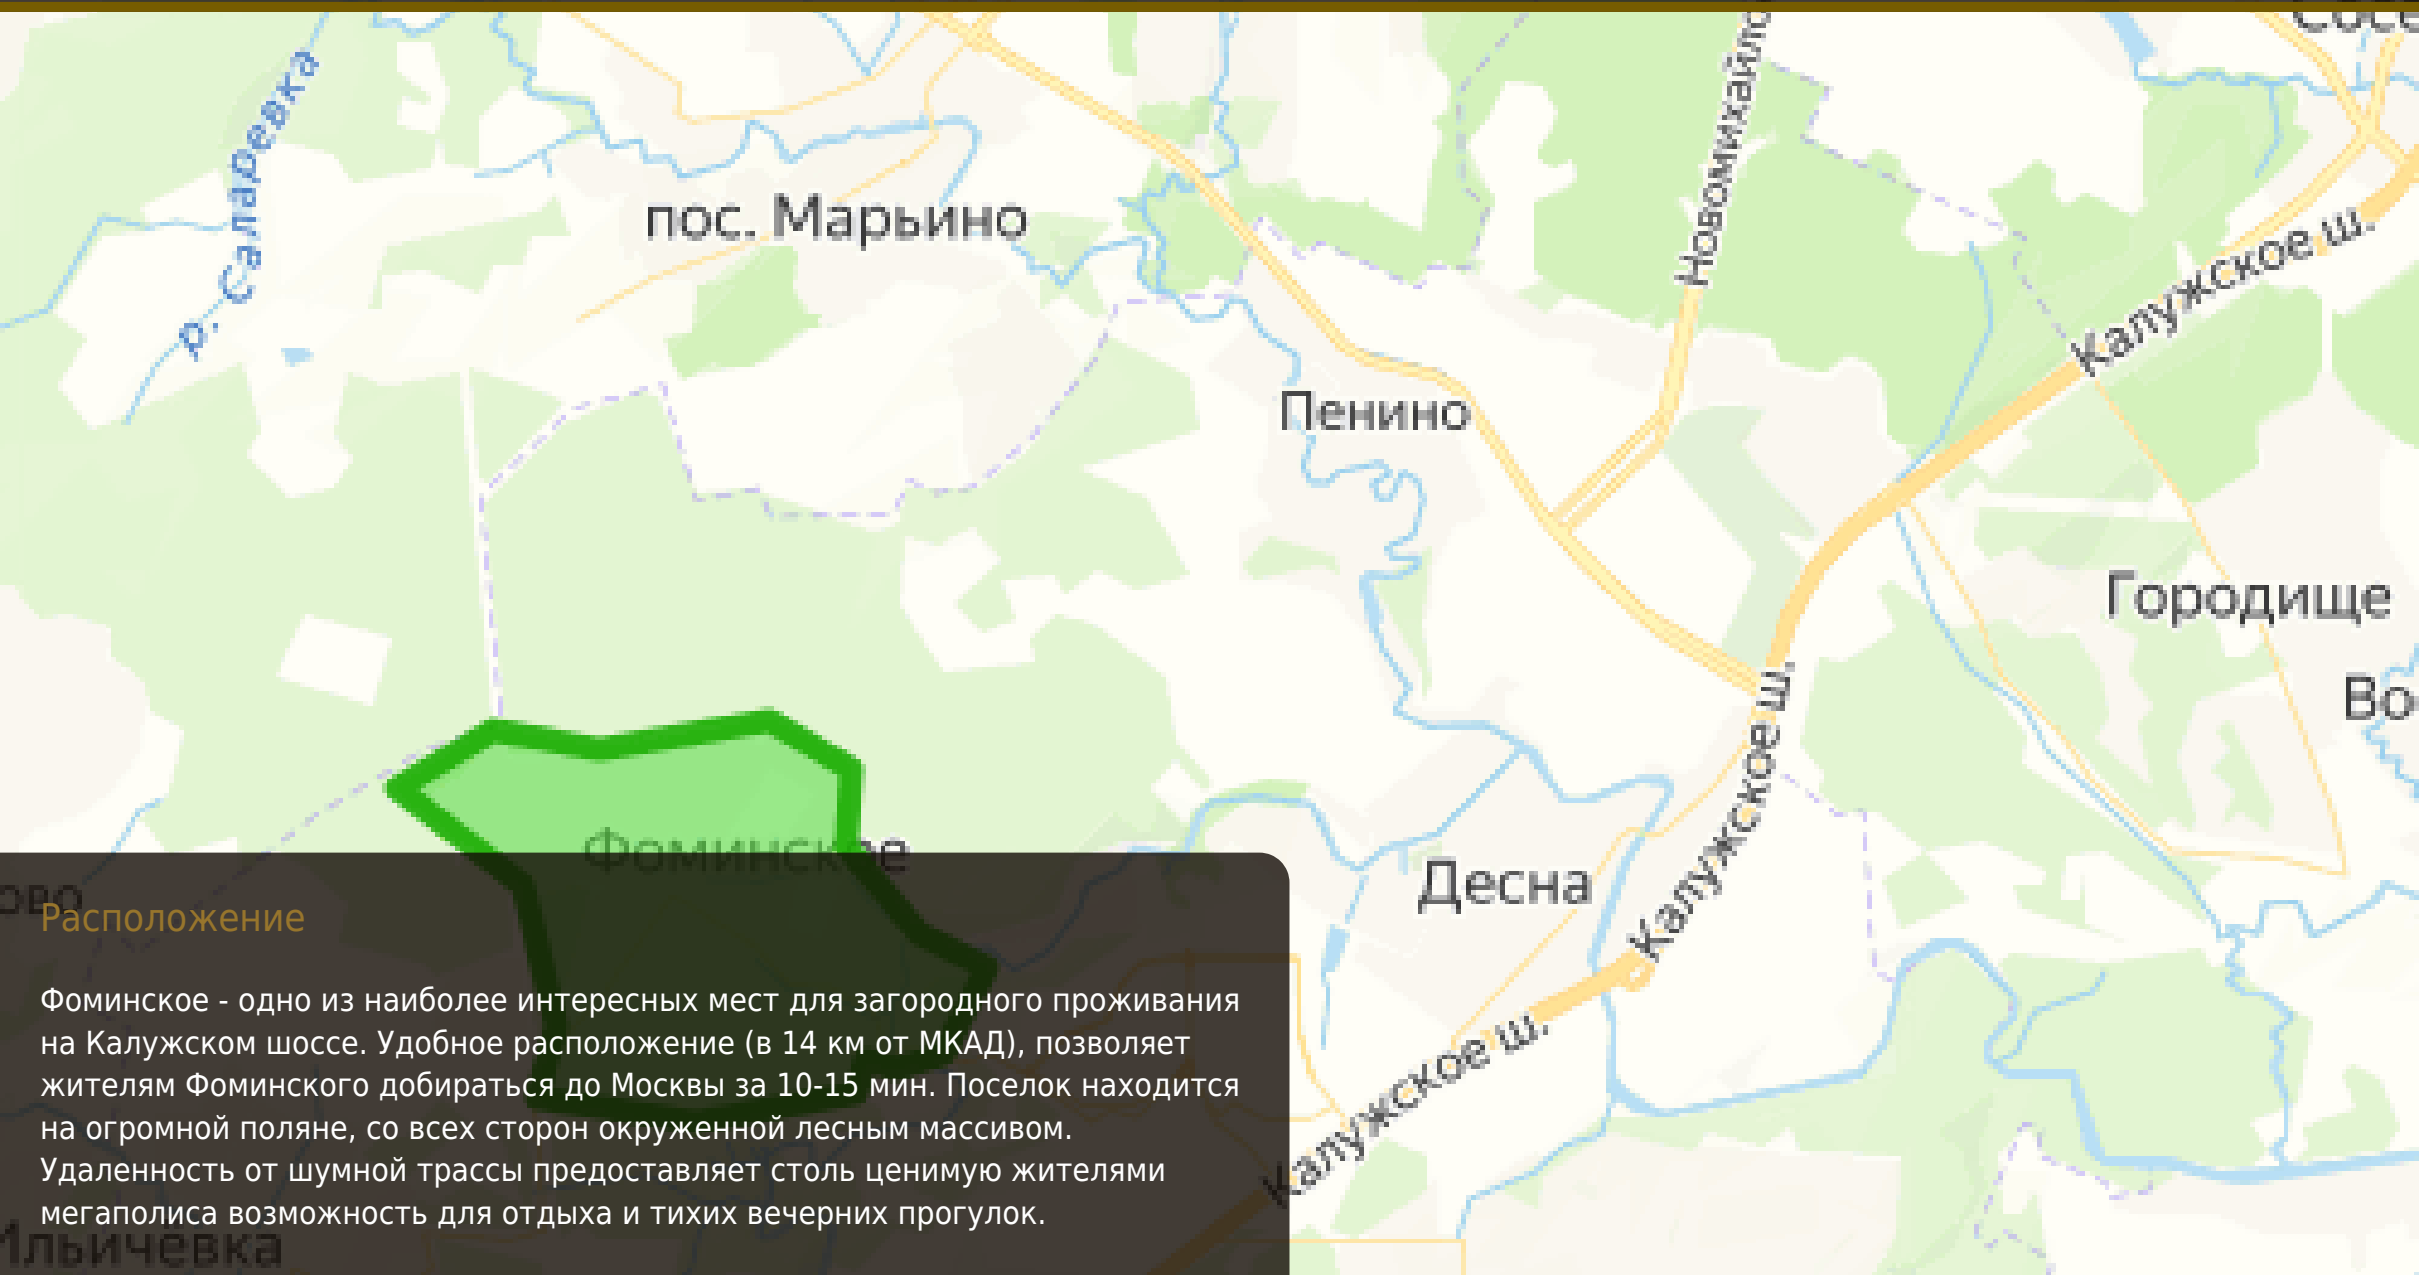 р. Саларевка
пос. Марьино
Пенино
Калужское ш.
Городище
Калужское ш.
Фоминское
Десна
Калужское ш.
Расположение
Фоминское - одно из наиболее интересных мест для загородного проживания
на Калужском шоссе. Удобное расположение (в 14 км от МКАД), позволяет
жителям Фоминского добираться до Москвы за 10-15 мин. Поселок находится
на огромной поляне, со всех сторон окруженной лесным массивом.
Удаленность от шумной трассы предоставляет столь ценимую жителями
мегаполиса возможность для отдыха и тихих вечерних прогулок.